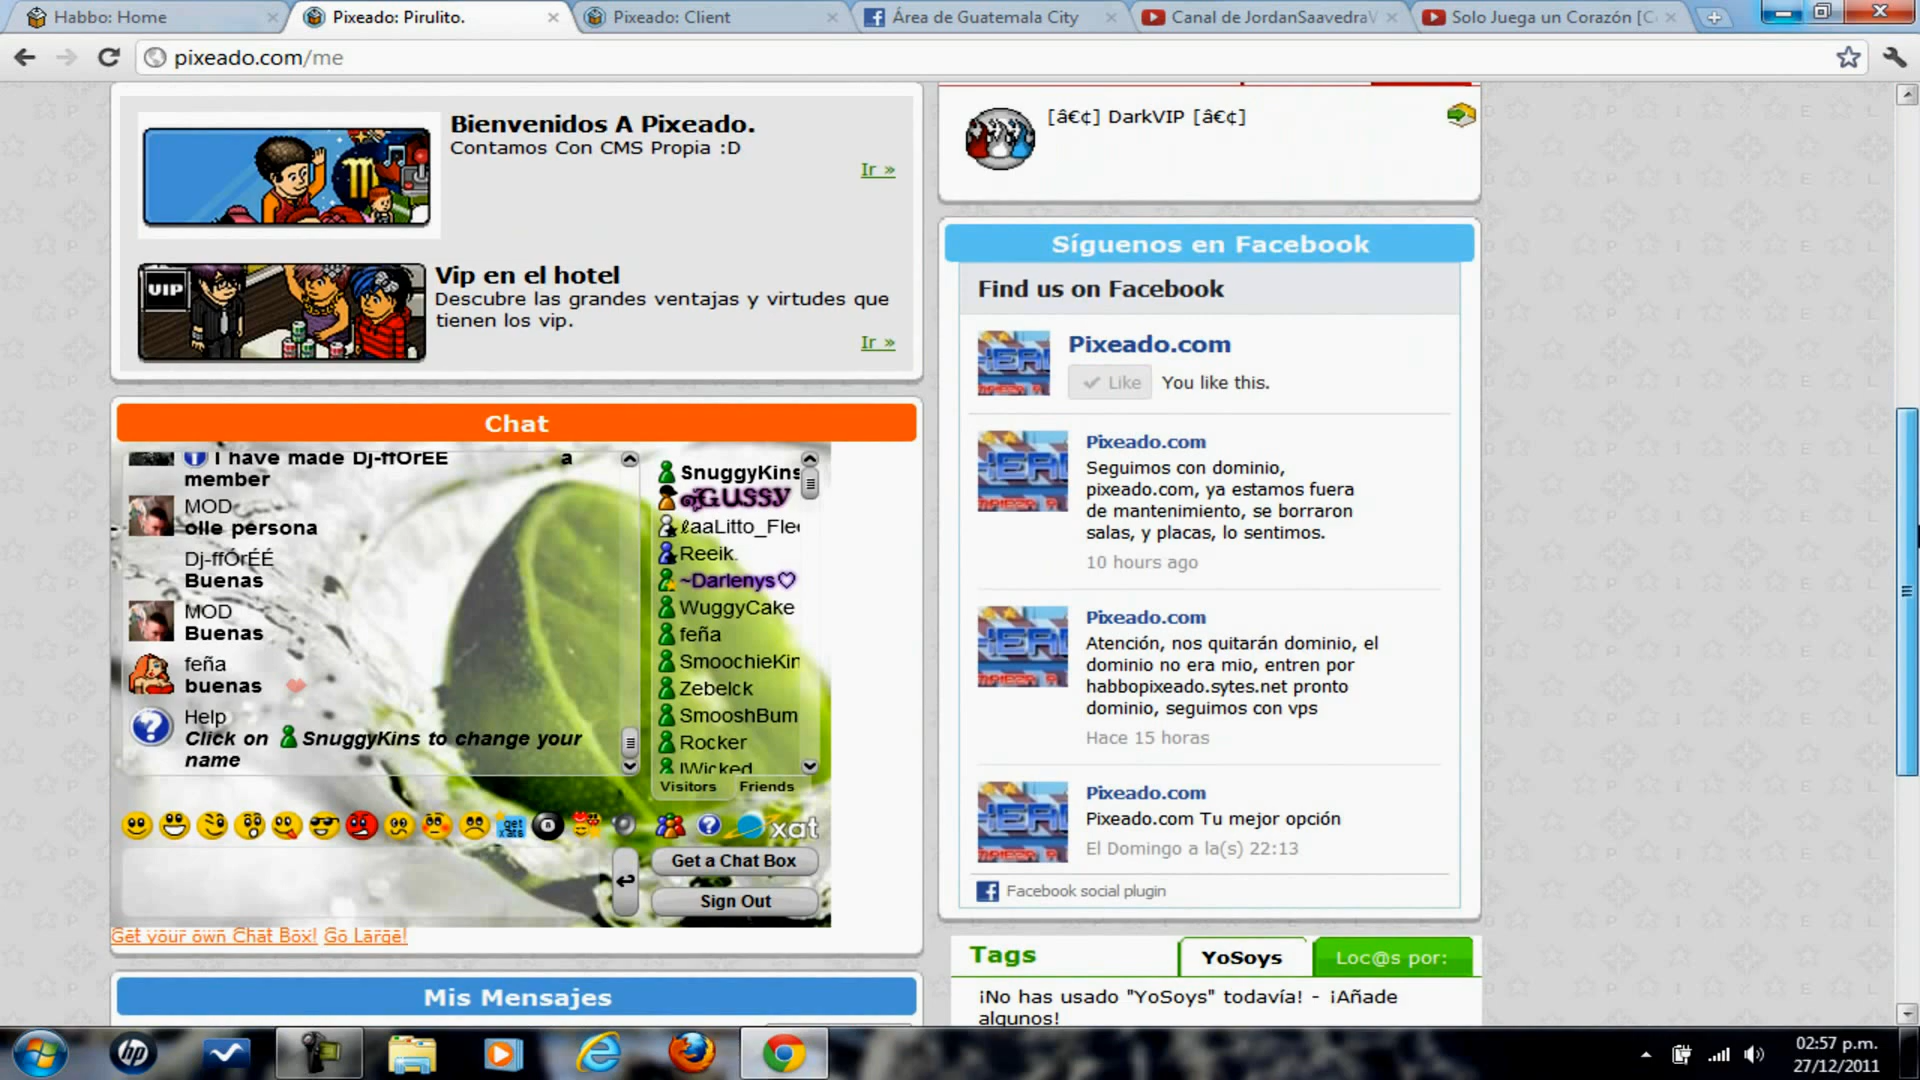 Habbo: Home
Pixeado: Pirulito.
Pixeado: Client
Área de Guatemala City
Canal de JordanSaavedraV
Solo Juega un Corazón [C
pixeado.com/me
Bienvenidos A Pixeado.
Contamos Con CMS Propia :D
Ir »
VIP
Vip en el hotel
Descubre las grandes ventajas y virtudes que
tienen los vip.
Ir »
Chat
I have made Dj-ffÓrÉÉ a
member
MOD
olle persona
Dj-ffÓrÉÉ
Buenas
MOD
Buenas
feña
buenas
Help
Click on SnuggyKins to change your
name
SnuggyKins
GUSSY
ℓaaLitto_Fle
Reeik.
~Darlenys♡
WuggyCake
feña
SmoochieKin
Zebelck
SmooshBum
Rocker
lWicked
Visitors Friends
get
xats
xat
Get a Chat Box
Sign Out
Get your own Chat Box! Go Large!
Mis Mensajes
[â€¢] DarkVIP [â€¢]
Síguenos en Facebook
Find us on Facebook
Pixeado.com
Like You like this.
Pixeado.com
Seguimos con dominio,
pixeado.com, ya estamos fuera
de mantenimiento, se borraron
salas, y placas, lo sentimos.
10 hours ago
Pixeado.com
Atención, nos quitarán dominio, el
dominio no era mio, entren por
habbopixeado.sytes.net pronto
dominio, seguimos con vps
Hace 15 horas
Pixeado.com
Pixeado.com Tu mejor opción
El Domingo a la(s) 22:13
Facebook social plugin
Tags
YoSoys
Loc@s por:
¡No has usado "YoSoys" todavía! - ¡Añade
algunos!
hp
02:57 p.m.
27/12/2011